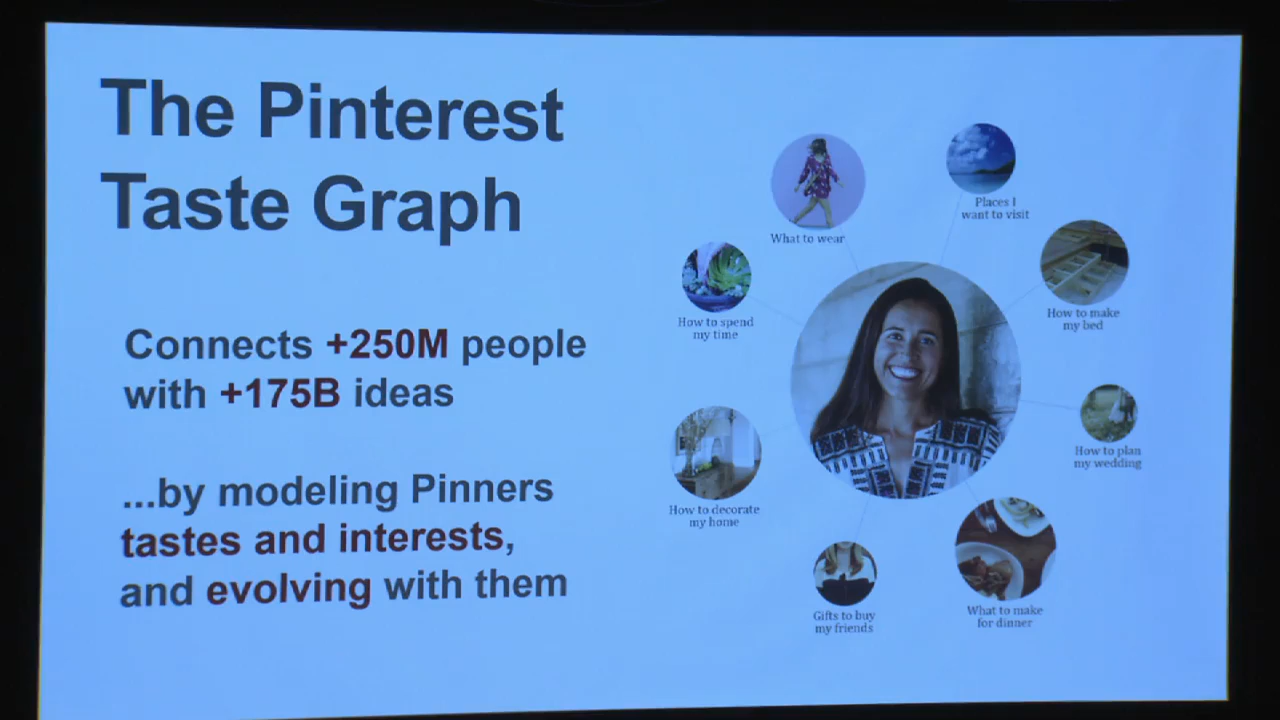 The Pinterest
Taste Graph
Connects +250M people
with +175B ideas
...by modeling Pinners
tastes and interests,
and evolving with them
What to wear
Places I
want to visit
How to spend
my time
How to make
my bed
How to decorate
my home
How to plan
my wedding
Gifts to buy
my friends
What to make
for dinner